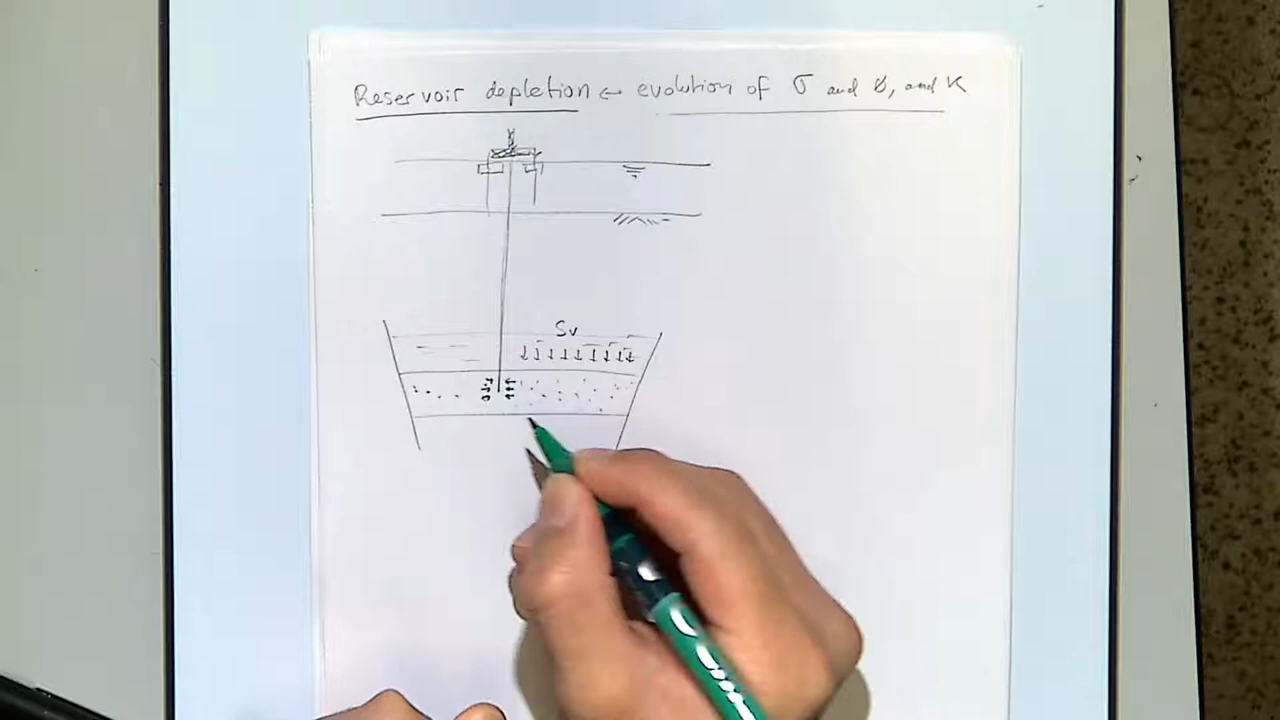 Reservoir depletion ↔ evolution of σ and ϕ, and K
Sv